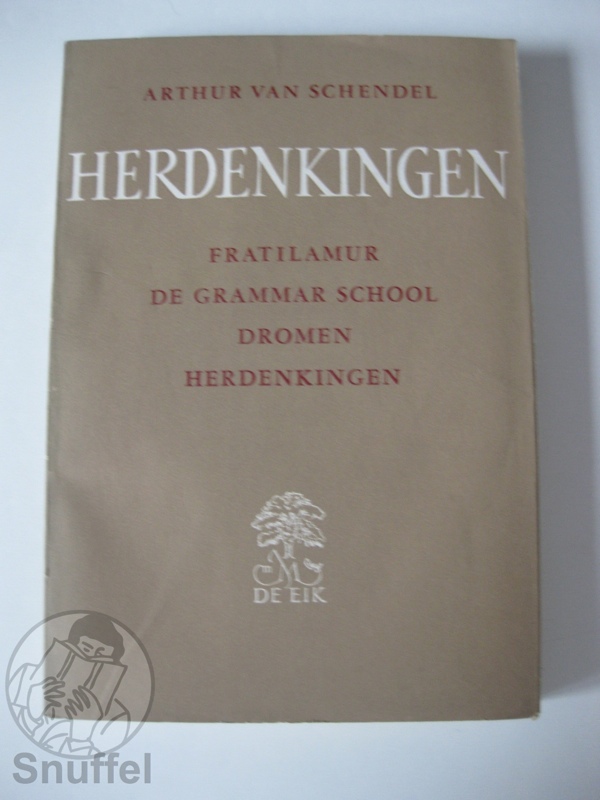 ARTHUR VAN SCHENDEL
HERDENKINGEN
FRATILAMUR
DE GRAMMAR SCHOOL
DROMEN
HERDENKINGEN
M
DE EIK
Snuffel